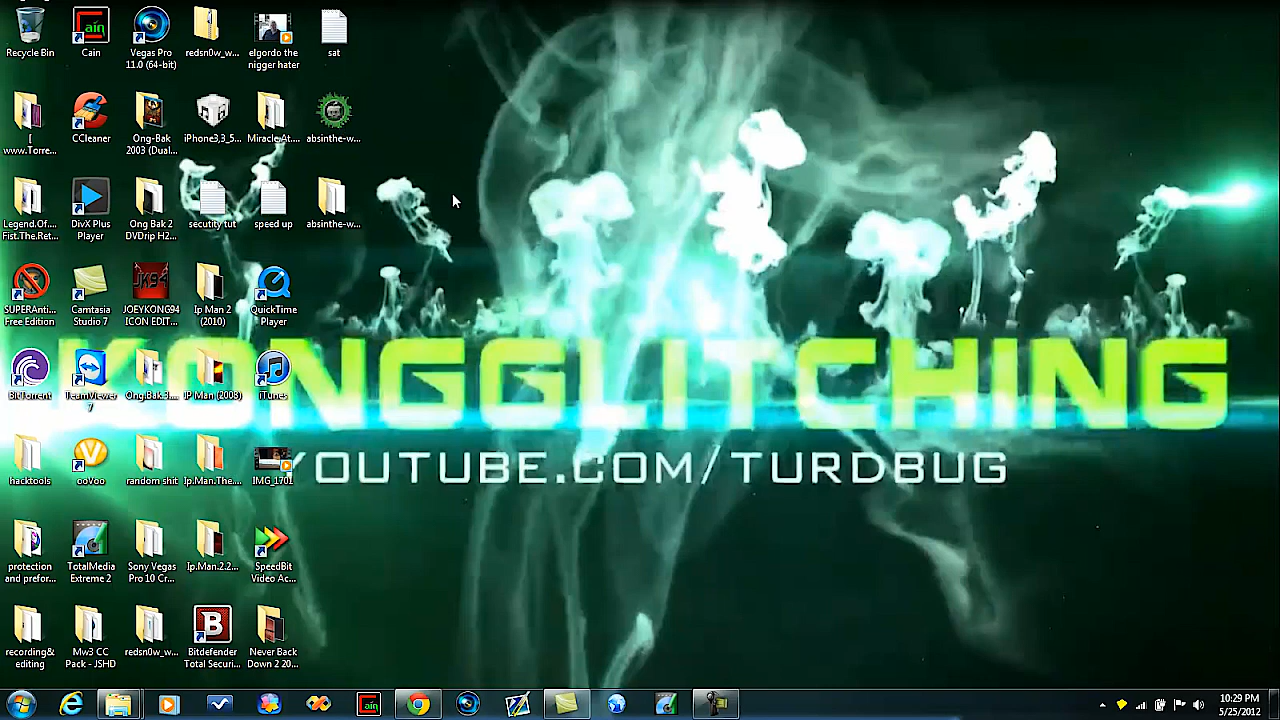 Recycle Bin
Cain
Vegas Pro
11.0 (64-bit)
redsn0w_w...
elgordo the
nigger hater
sat
[
www.Torre...
CCleaner
Ong-Bak
2003 (Dual...
iPhone3,3_5...
Miracle.At....
absinthe-w...
Legend.Of....
Fist.The.Ret...
DivX Plus
Player
Ong Bak 2
DVDrip H2...
secutity tut
speed up
absinthe-w...
SUPERAnti...
Free Edition
Camtasia
Studio 7
JOEYKONG94
ICON EDIT...
JK94
Ip Man 2
(2010)
QuickTime
Player
BitTorrent
TeamViewer
7
Ong.Bak.3....
IP Man (2008)
iTunes
KONGGLITCHING
YOUTUBE.COM/TURDBUG
hacktools
ooVoo
random shit
Ip.Man.The...
IMG_1701
protection
and prefor...
TotalMedia
Extreme 2
Sony Vegas
Pro 10 Cr...
Ip.Man.2.2...
SpeedBit
Video Ac...
recording&
editing
Mw3 CC
Pack - JSHD
redsn0w_w...
Bitdefender
Total Securi...
Never Back
Down 2 20...
Cain
10:29 PM
5/25/2012